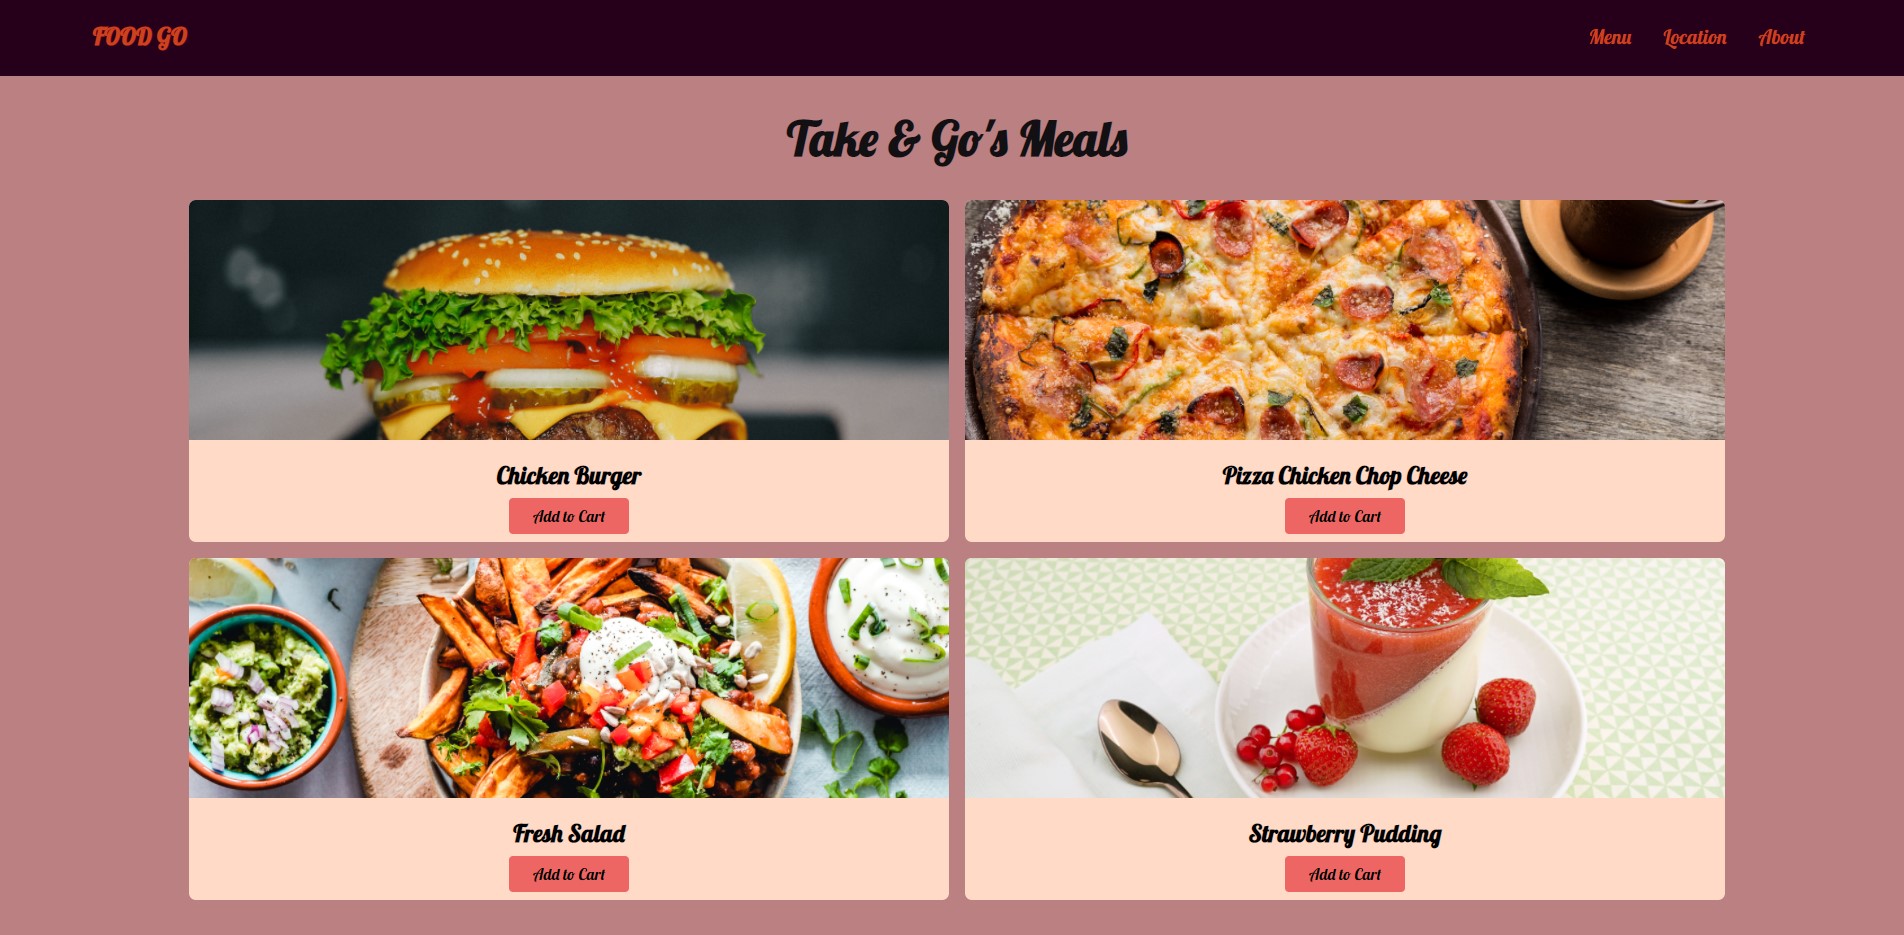 FOOD GO
Menu Location About
Take & Go's Meals
Chicken Burger
Add to Cart
Pizza Chicken Chop Cheese
Add to Cart
Fresh Salad
Add to Cart
Strawberry Pudding
Add to Cart